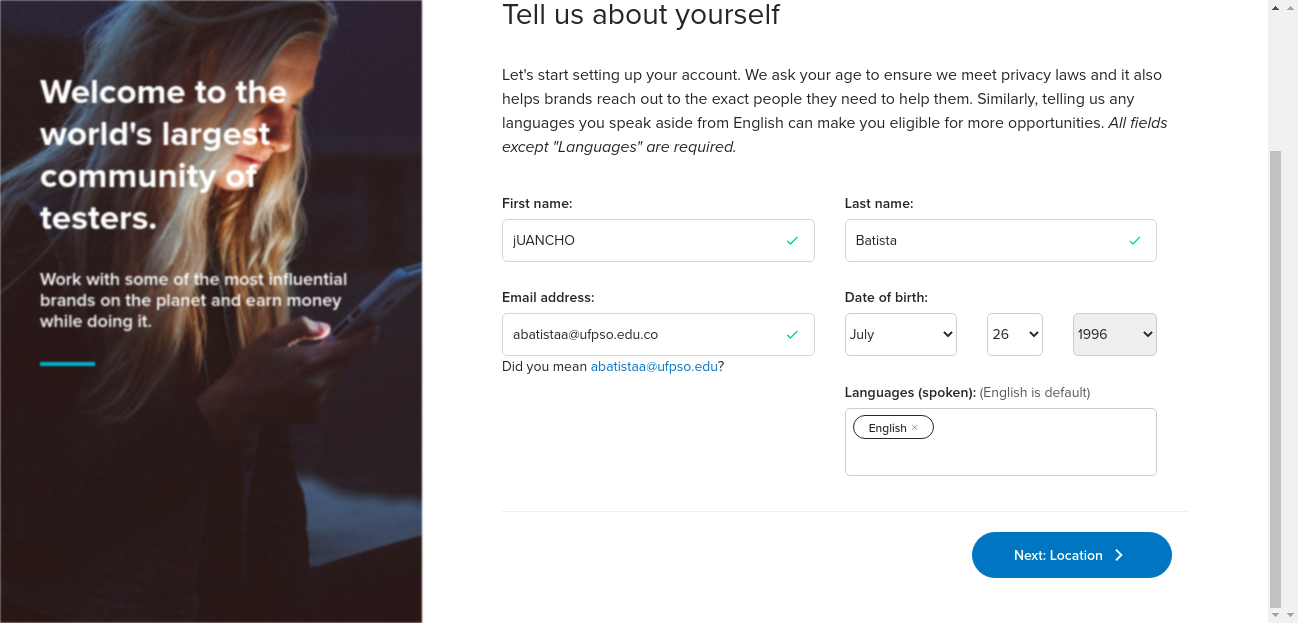 Welcome to the
world's largest
community of
testers.
Work with some of the most influential
brands on the planet and earn money
while doing it.
Tell us about yourself
Let's start setting up your account. We ask your age to ensure we meet privacy laws and it also
helps brands reach out to the exact people they need to help them. Similarly, telling us any
languages you speak aside from English can make you eligible for more opportunities. All fields
except "Languages" are required.
First name:
Last name:
jUANCHO
Batista
Email address:
Date of birth:
abatistaa@ufpso.edu.co
July
26
1996
Did you mean abatistaa@ufpso.edu?
Languages (spoken): (English is default)
English ×
Next: Location